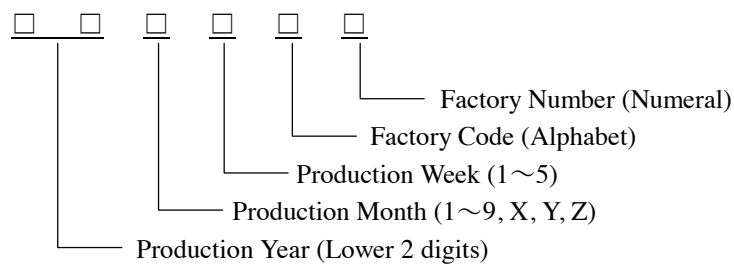 □ □ □ □ □ □
Factory Number (Numeral)
Factory Code (Alphabet)
Production Week (1～5)
Production Month (1～9, X, Y, Z)
Production Year (Lower 2 digits)